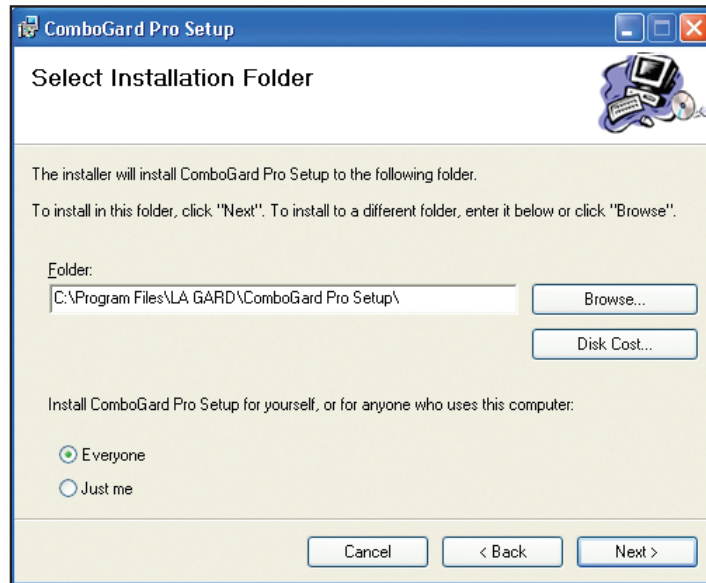 ComboGard Pro Setup
Select Installation Folder
The installer will install ComboGard Pro Setup to the following folder.
To install in this folder, click "Next". To install to a different folder, enter it below or click "Browse".
Folder:
C:\Program Files\LA GARD\ComboGard Pro Setup\
Browse...
Disk Cost...
Install ComboGard Pro Setup for yourself, or for anyone who uses this computer:
Everyone
Just me
Cancel
< Back
Next >